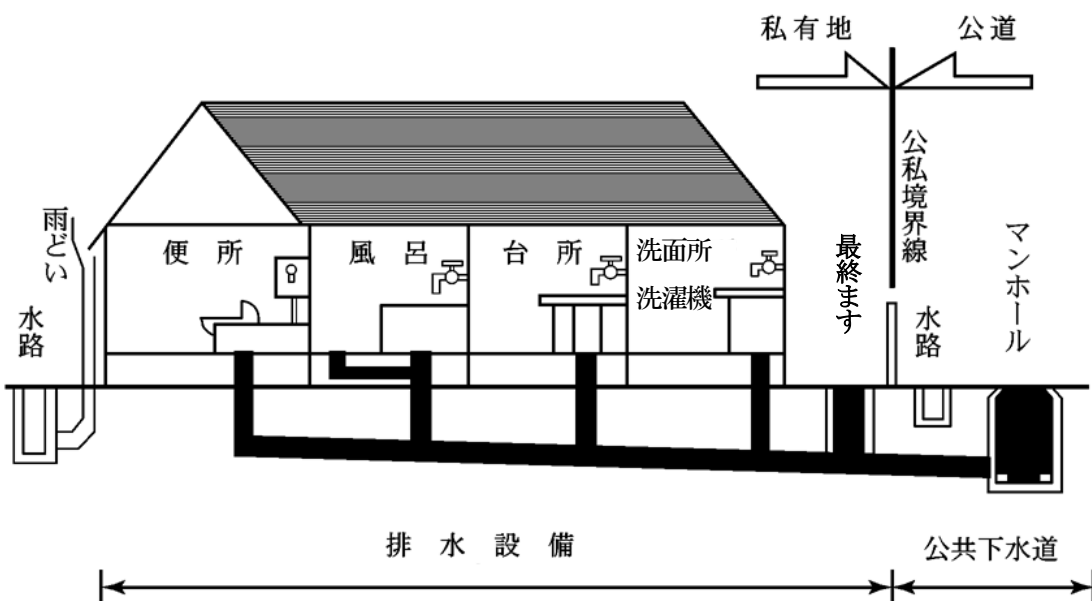 私有地
公道
公私境界線
雨どい
便所
風呂
台所
洗面所
洗濯機
最終ます
マンホール
水路
水路
排水設備
公共下水道